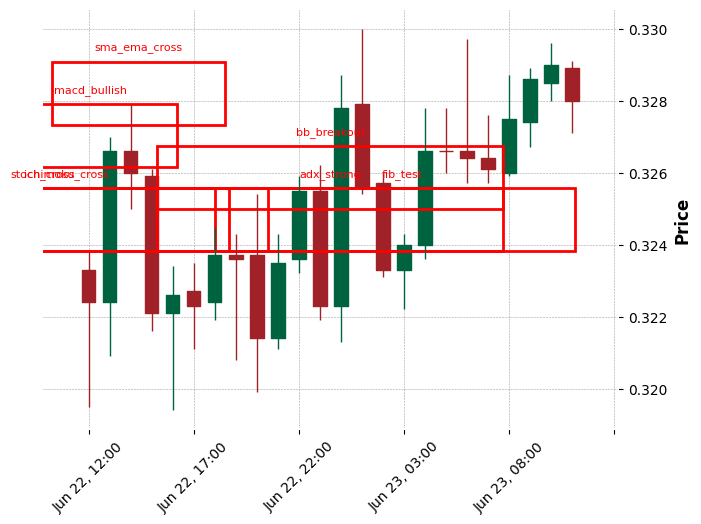 sma_ema_cross
macd_bullish
bb_breakout
adx_strong
fib_test
0.330
0.328
0.326
0.324
0.322
0.320
Price
Jun 22, 12:00
Jun 22, 17:00
Jun 22, 22:00
Jun 23, 03:00
Jun 23, 08:00